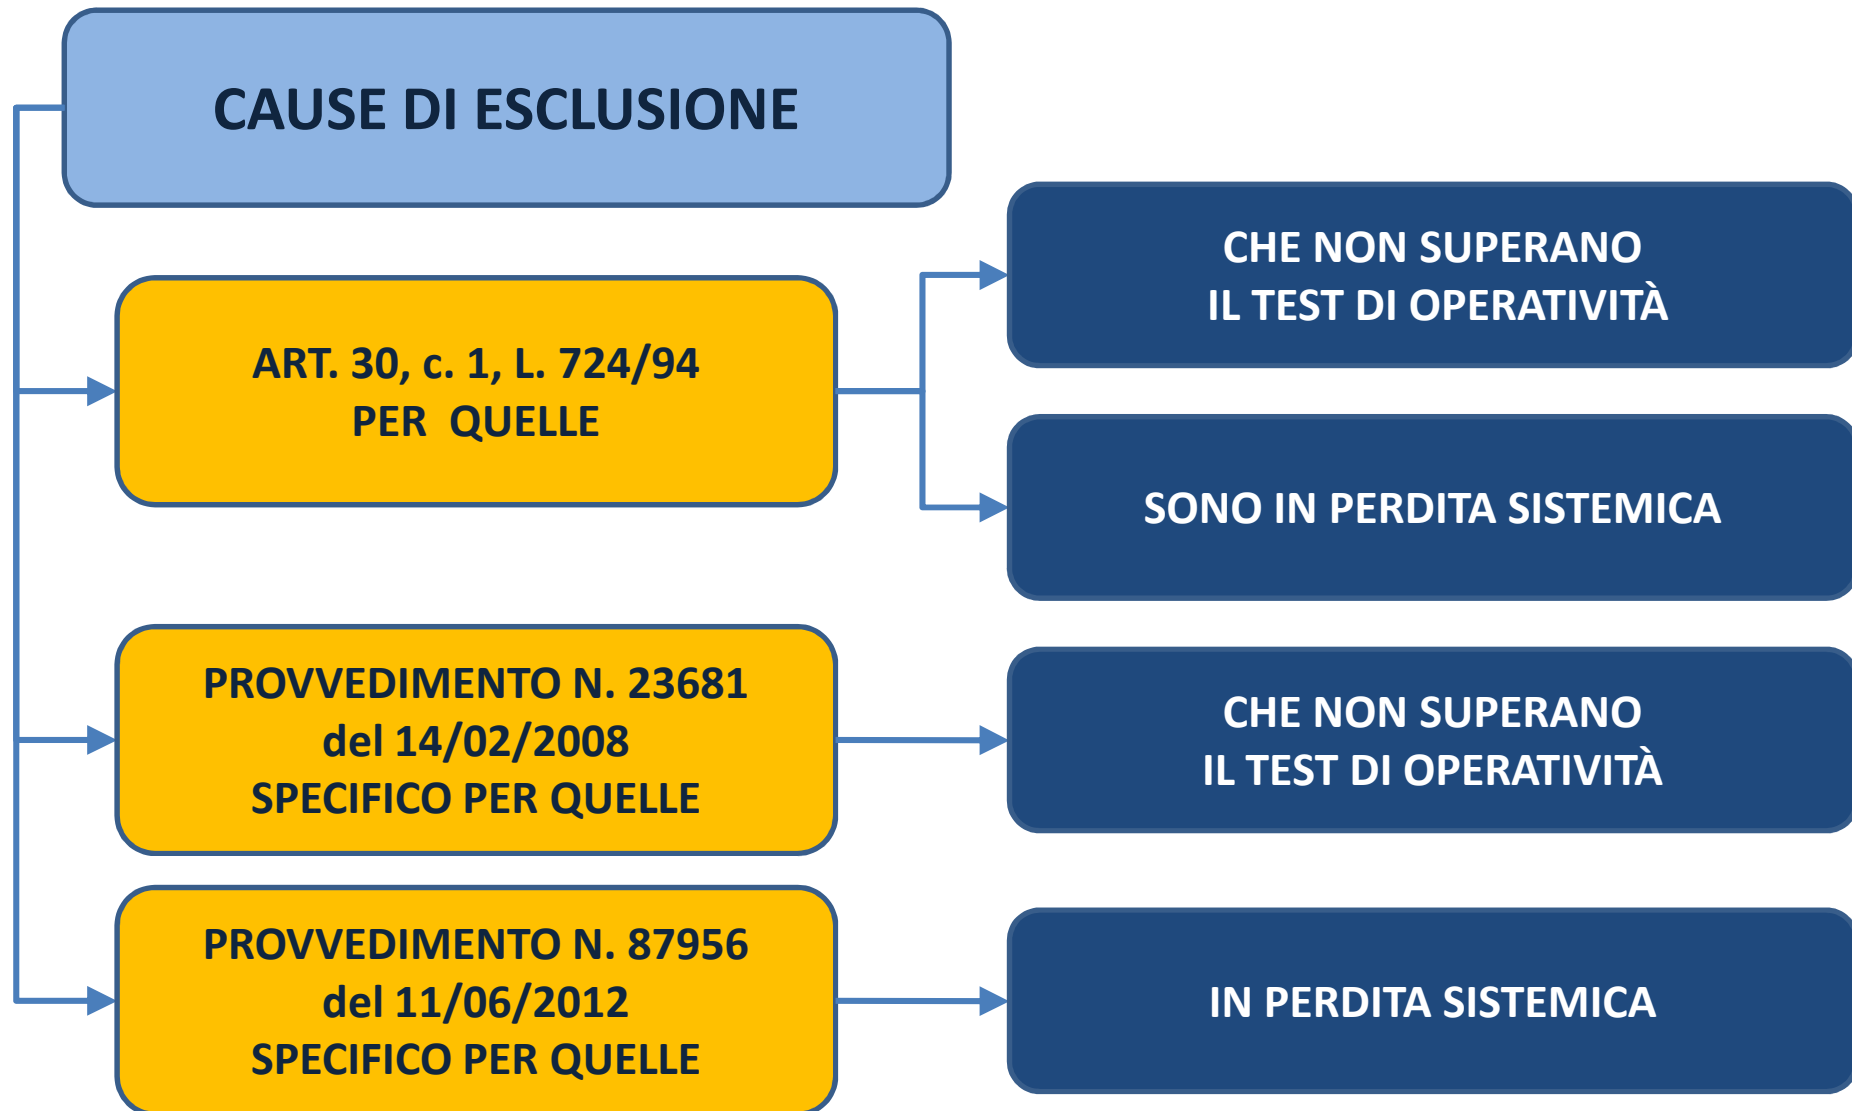 CAUSE DI ESCLUSIONE
ART. 30, c. 1, L. 724/94
PER QUELLE
CHE NON SUPERANO
IL TEST DI OPERATIVITÀ
SONO IN PERDITA SISTEMICA
PROVVEDIMENTO N. 23681
del 14/02/2008
SPECIFICO PER QUELLE
CHE NON SUPERANO
IL TEST DI OPERATIVITÀ
PROVVEDIMENTO N. 87956
del 11/06/2012
SPECIFICO PER QUELLE
IN PERDITA SISTEMICA